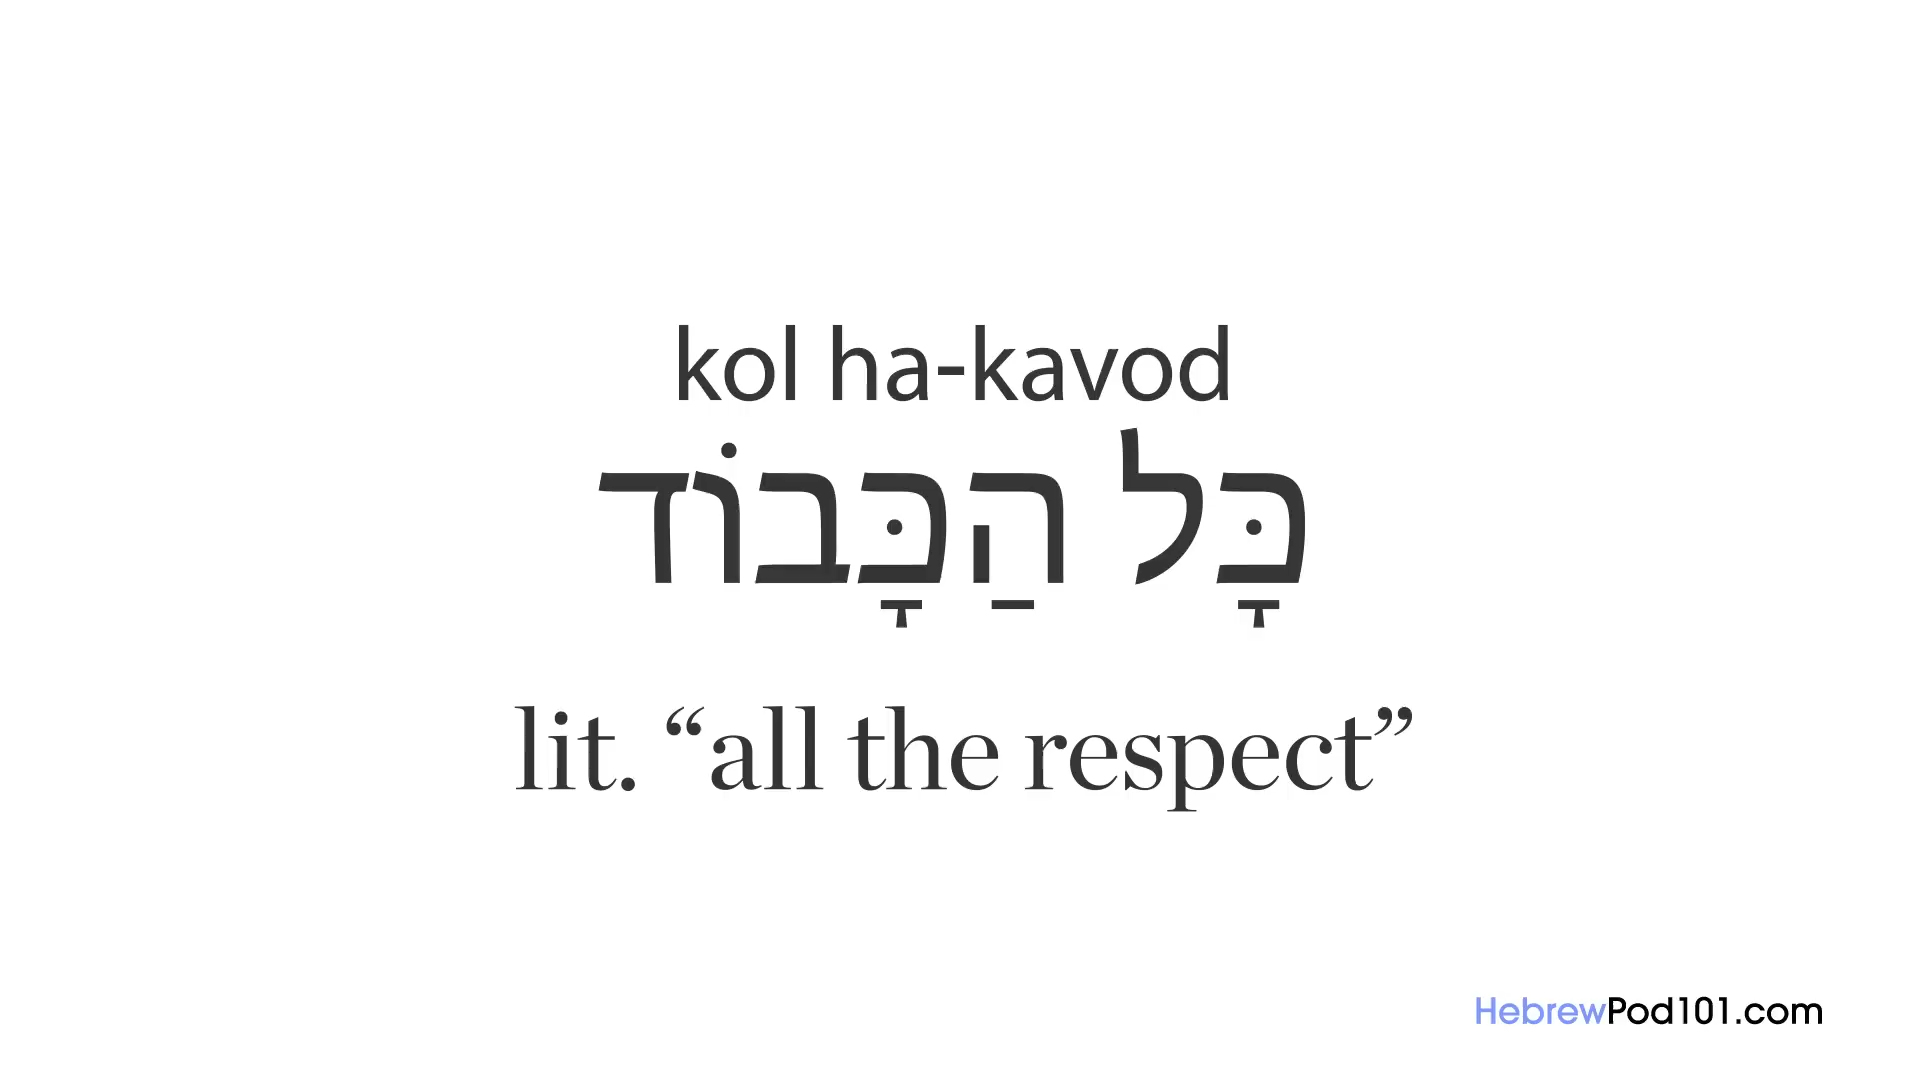 kol ha-kavod
כָּל הַכָּבוֹד
lit. “all the respect”
HebrewPod101.com